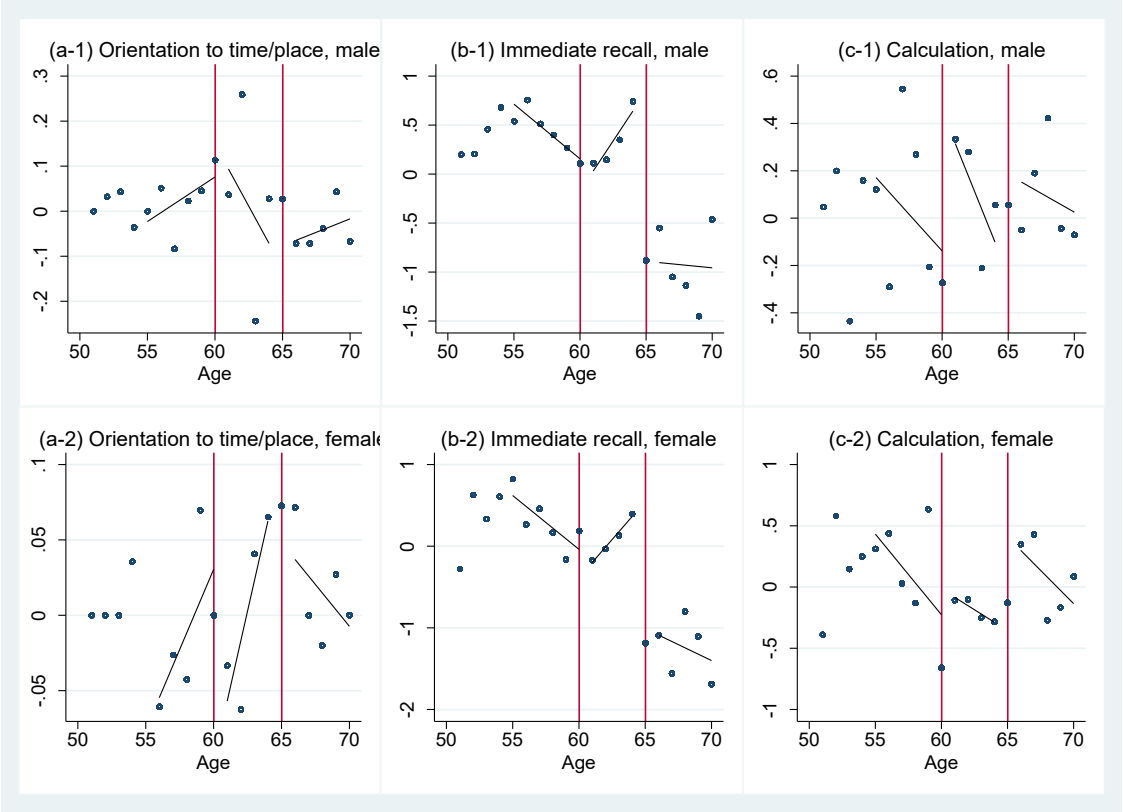 (a-1) Orientation to time/place, male
.3
.2
.1
0
-.1
-.2
50 55 60 65 70
Age
(b-1) Immediate recall, male
1
.5
0
-.5
-1
-1.5
50 55 60 65 70
Age
(c-1) Calculation, male
.6
.4
.2
0
-.2
-.4
50 55 60 65 70
Age
(a-2) Orientation to time/place, female
.1
.05
0
-.05
50 55 60 65 70
Age
(b-2) Immediate recall, female
1
0
-1
-2
50 55 60 65 70
Age
(c-2) Calculation, female
1
.5
0
-.5
-1
50 55 60 65 70
Age